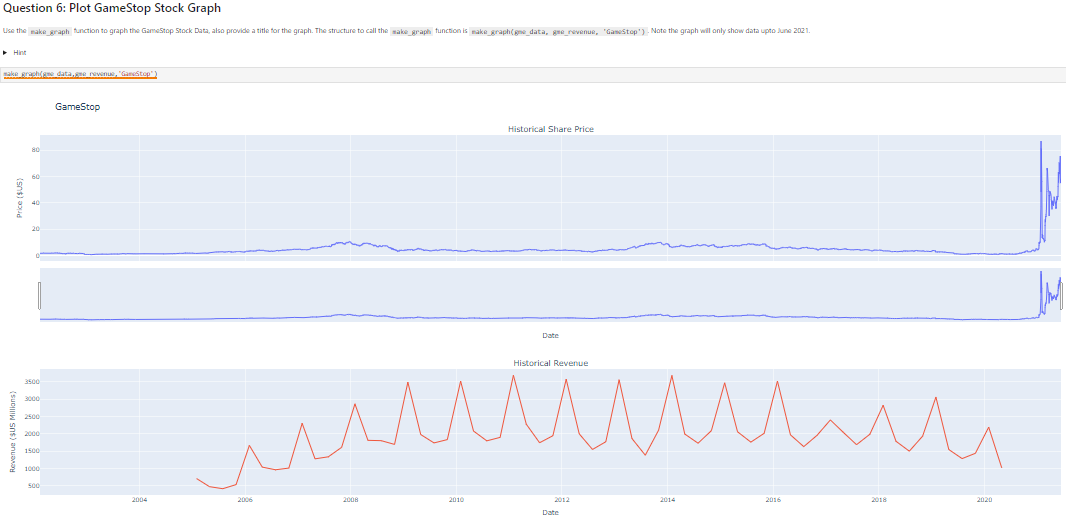 Question 6: Plot GameStop Stock Graph
Use the make_graph function to graph the GameStop Stock Data, also provide a title for the graph. The structure to call the make_graph function is make_graph(gme_data, gme_revenue, 'GameStop'). Note the graph will only show data upto June 2021.
Hint
make_graph(gme_data,gme_revenue,'GameStop')
GameStop
Historical Share Price
Price ($US)
80
60
40
20
0
Date
Historical Revenue
Revenue ($US Millions)
3500
3000
2500
2000
1500
1000
500
2004 2006 2008 2010 2012 2014 2016 2018 2020
Date